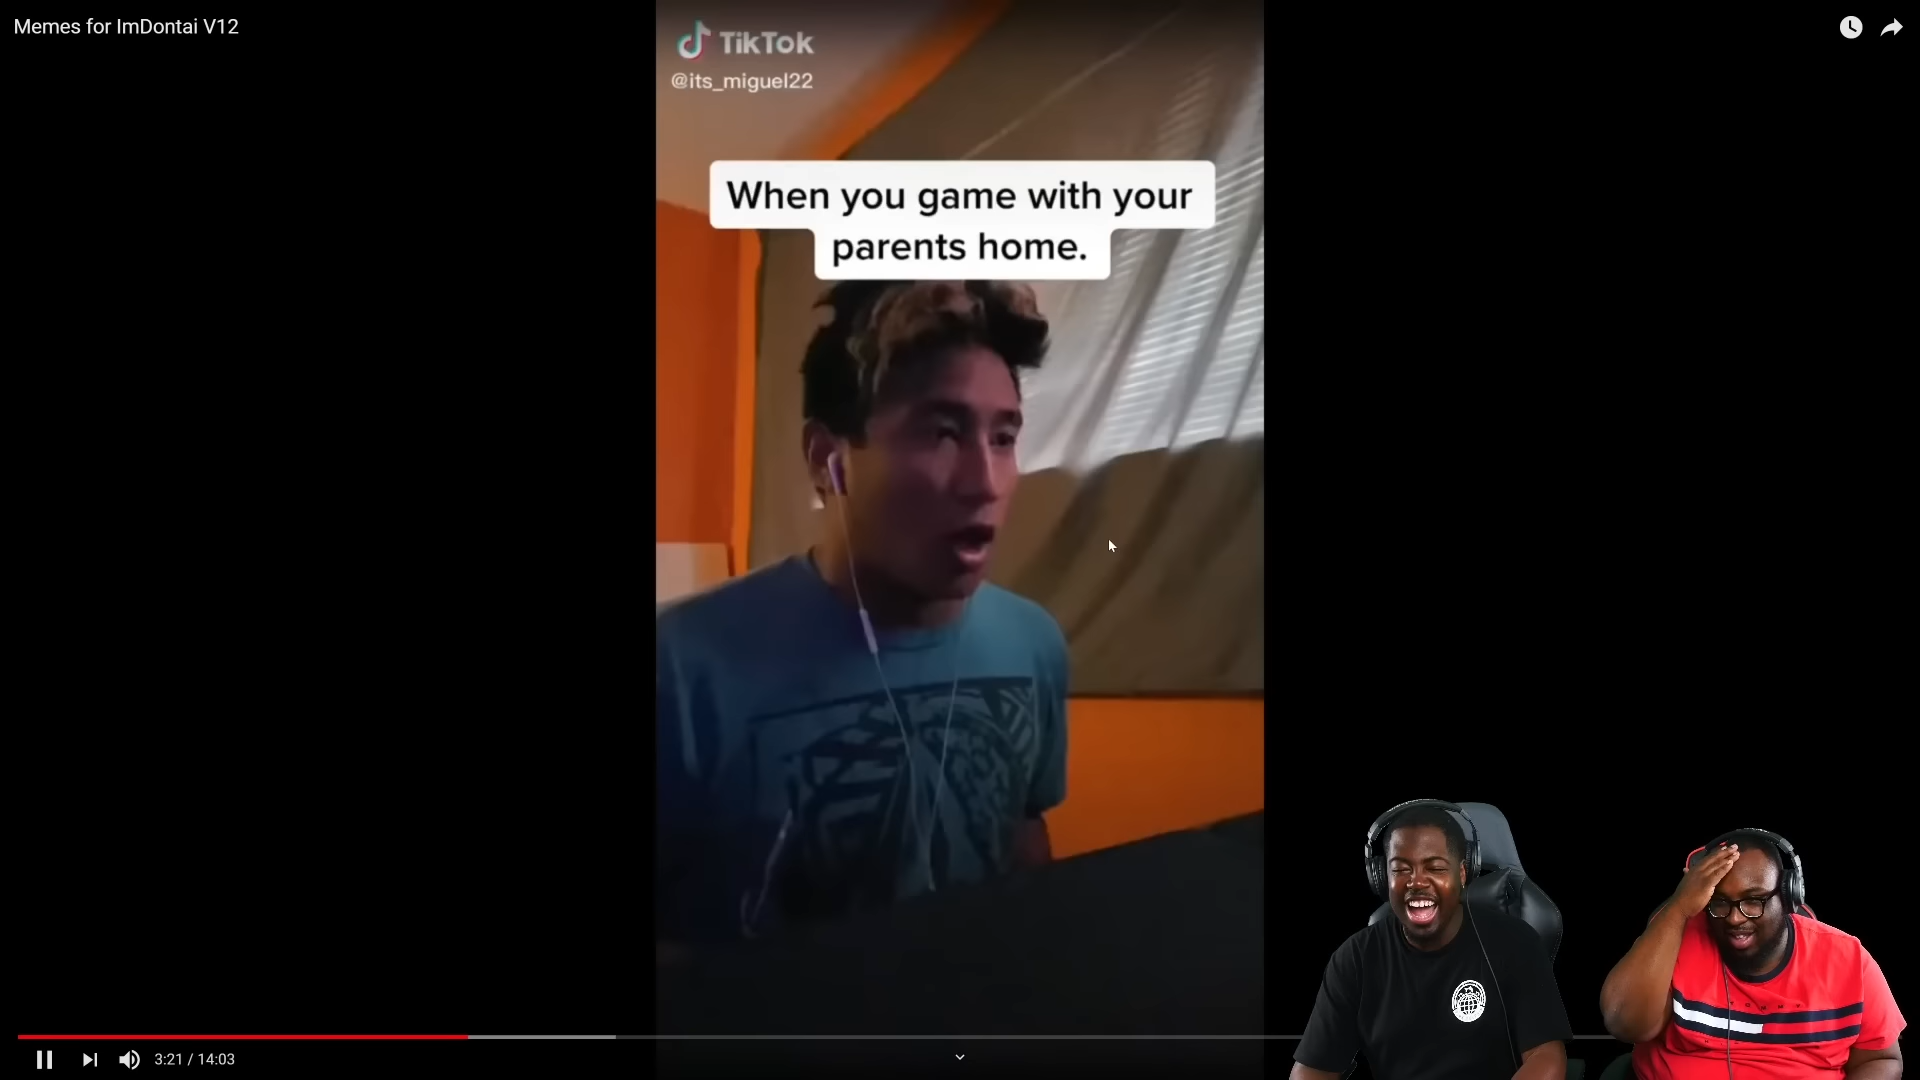 Memes for ImDontai V12
TikTok
@its_miguel22
When you game with your
parents home.
3:21 / 14:03